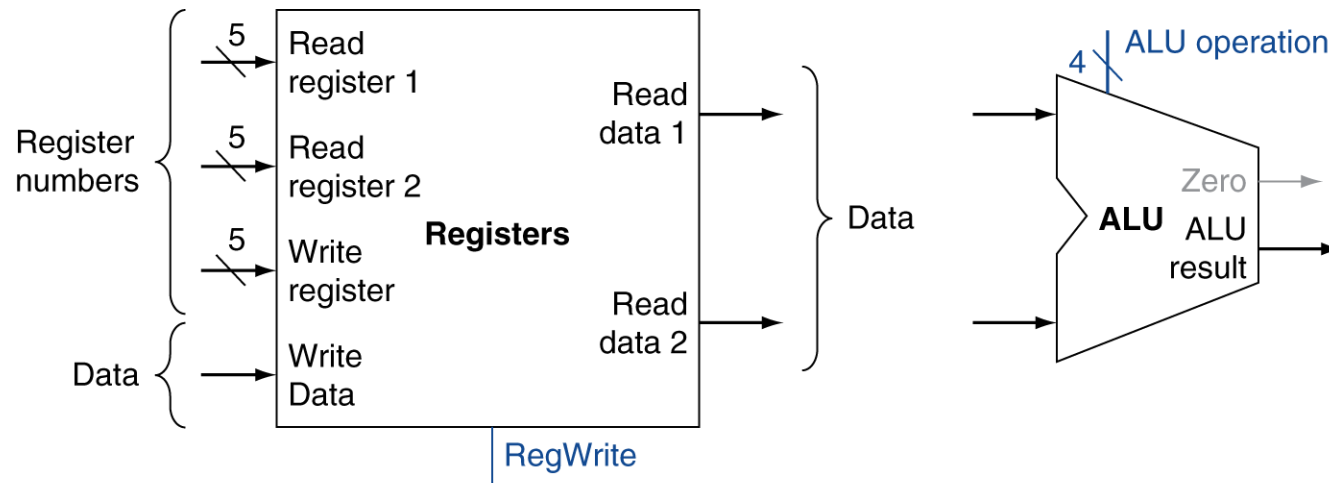 Register
numbers
Data
5
Read
register 1
5
Read
register 2
5
Write
register
Write
Data
Registers
Read
data 1
Read
data 2
RegWrite
Data
4
ALU operation
ALU
Zero
ALU
result